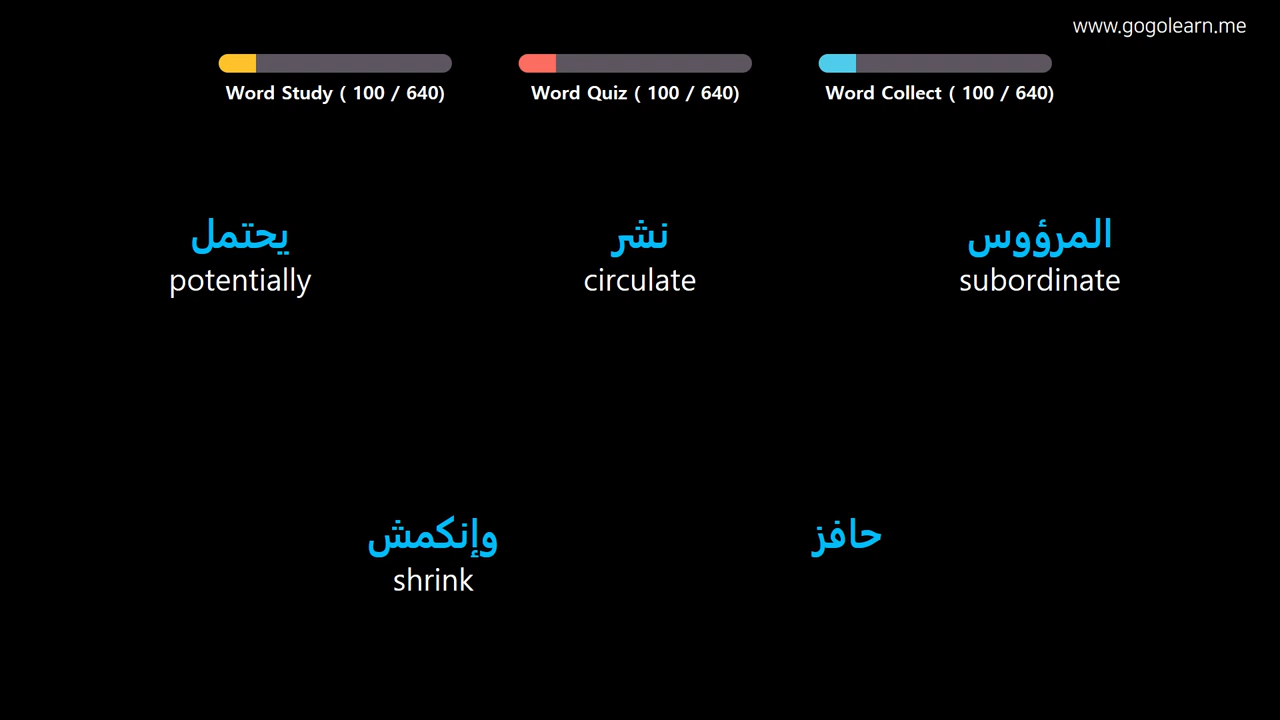 www.gogolearn.me
Word Study ( 100 / 640)
Word Quiz ( 100 / 640)
Word Collect ( 100 / 640)
يحتمل
potentially
نشر
circulate
المرؤوس
subordinate
وإنكمش
shrink
حافز